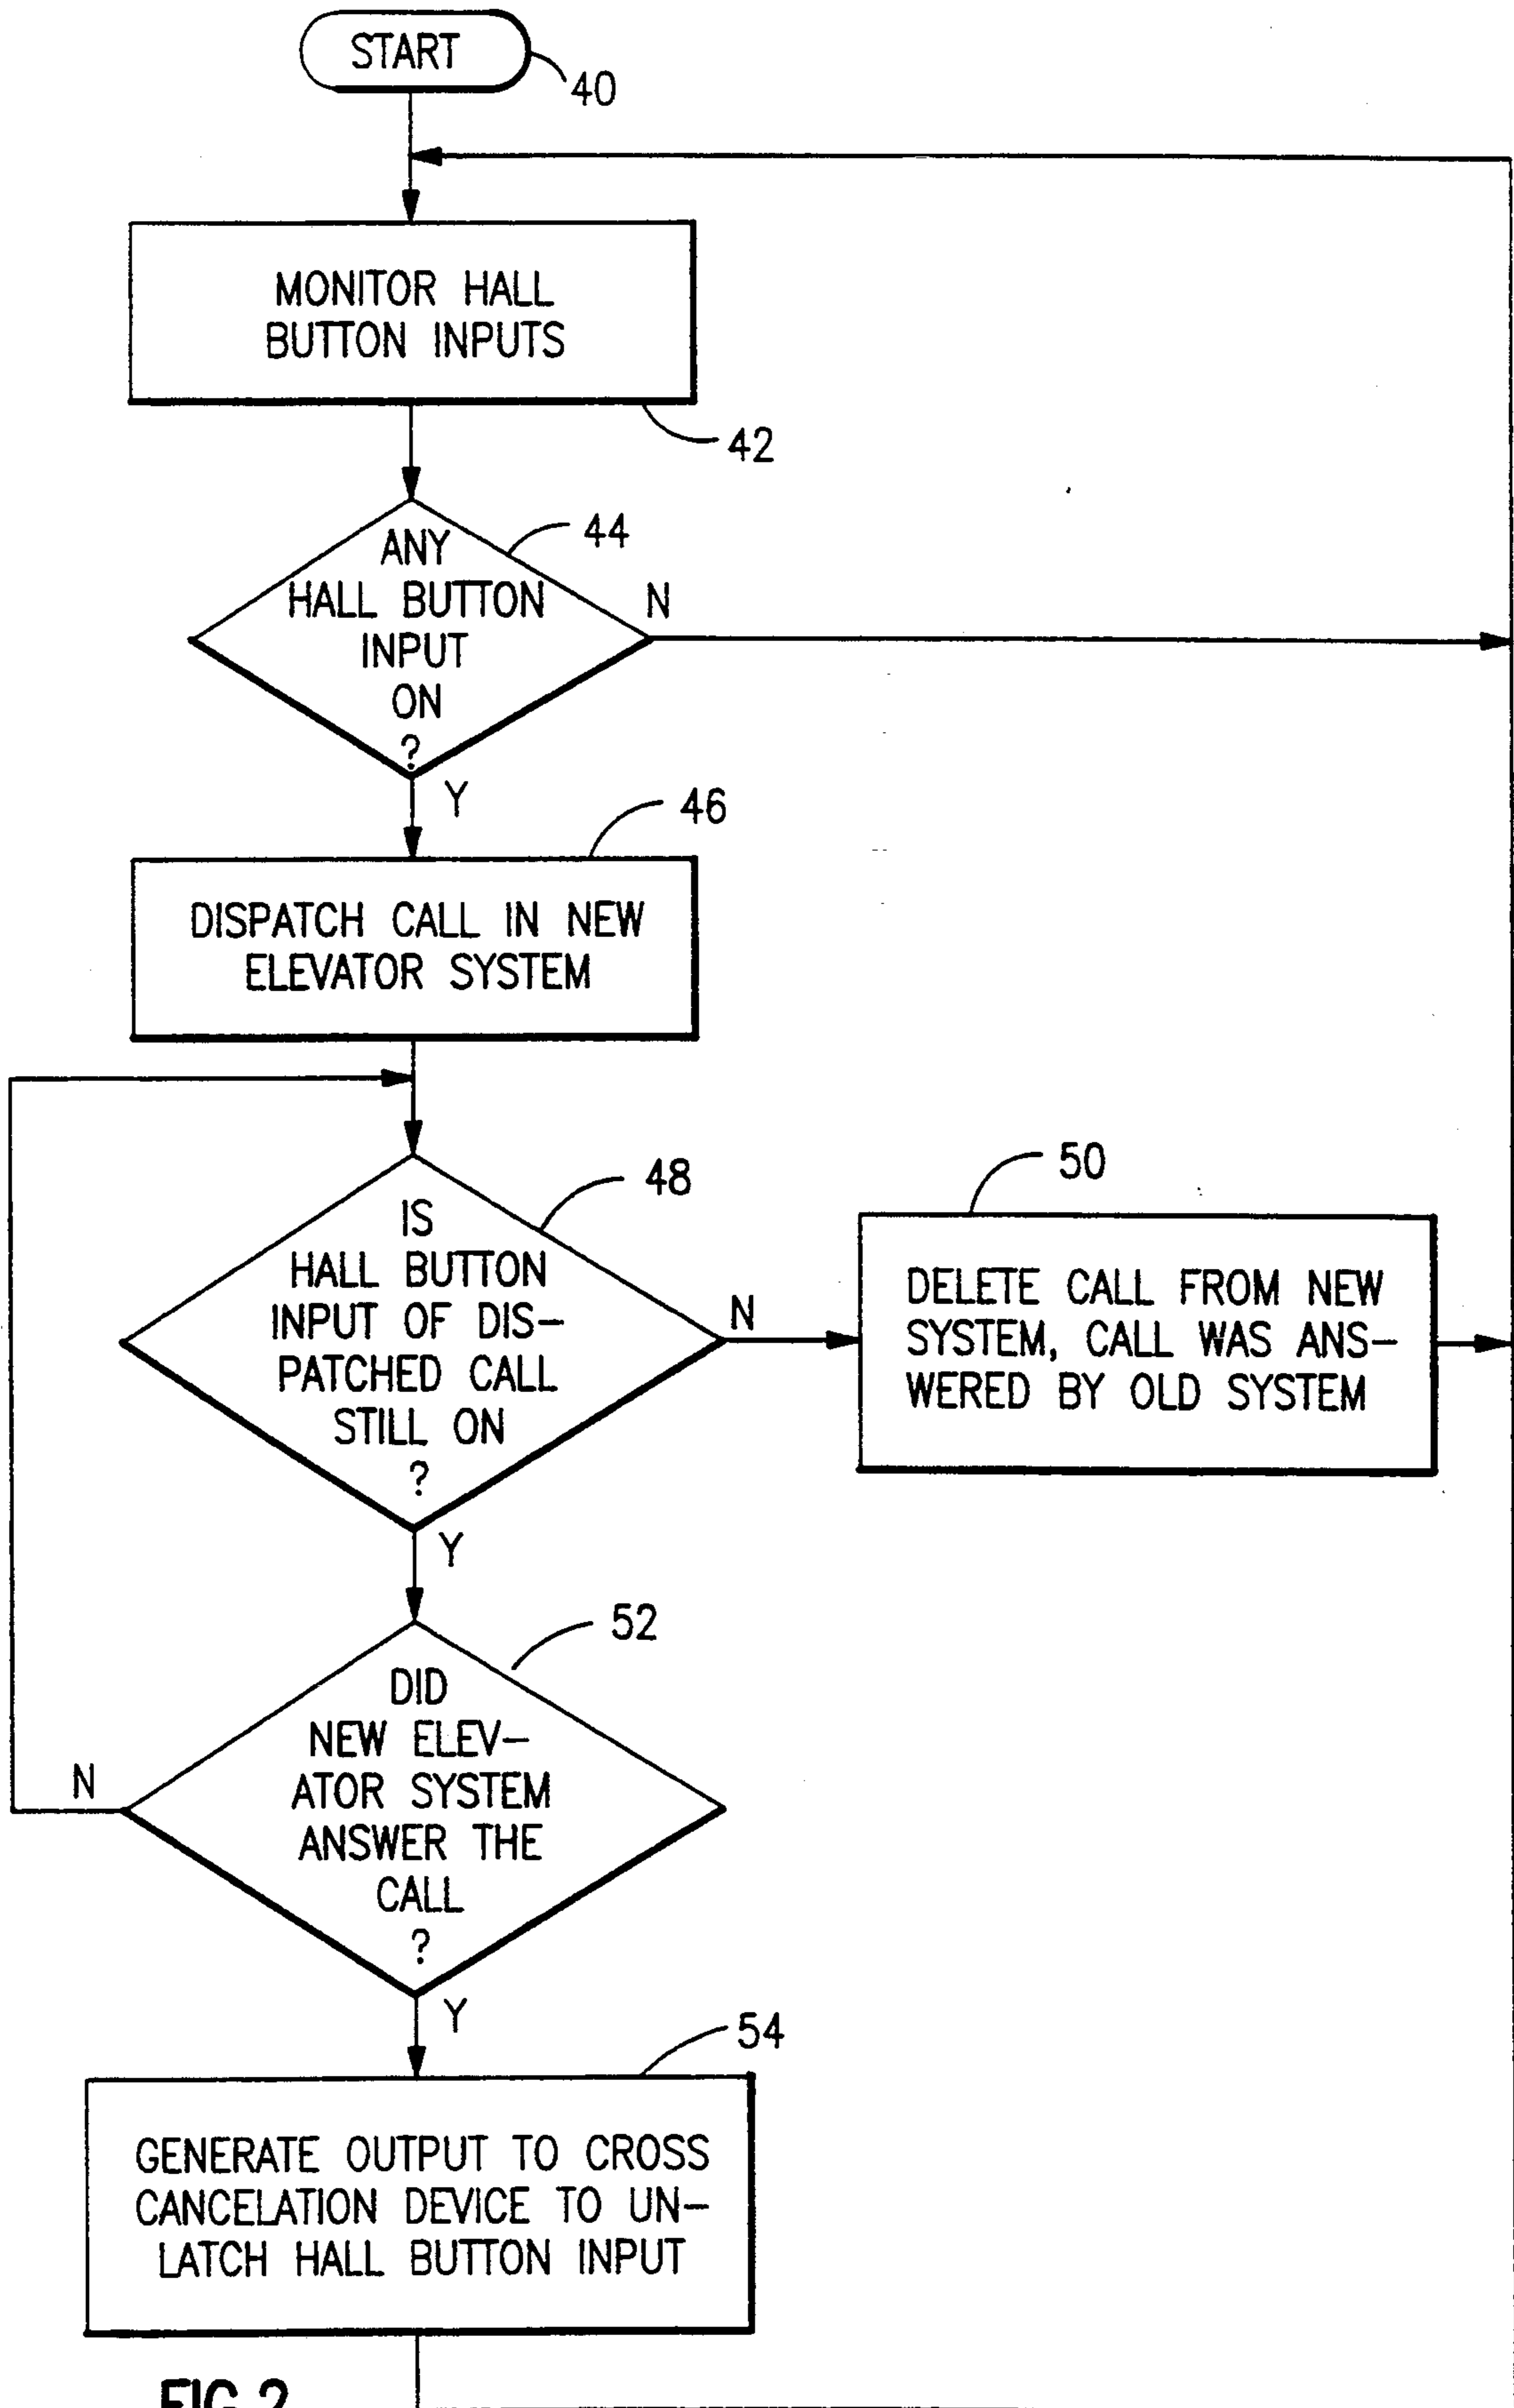 START
40
MONITOR HALL
BUTTON INPUTS
42
44
ANY
HALL BUTTON
INPUT
ON
?
N
Y
46
DISPATCH CALL IN NEW
ELEVATOR SYSTEM
48
IS
HALL BUTTON
INPUT OF DIS-
PATCHED CALL
STILL ON
?
N
Y
50
DELETE CALL FROM NEW
SYSTEM, CALL WAS ANS-
WERED BY OLD SYSTEM
52
DID
NEW ELEV-
ATOR SYSTEM
ANSWER THE
CALL
?
N
Y
54
GENERATE OUTPUT TO CROSS
CANCELATION DEVICE TO UN-
LATCH HALL BUTTON INPUT
FIG.2